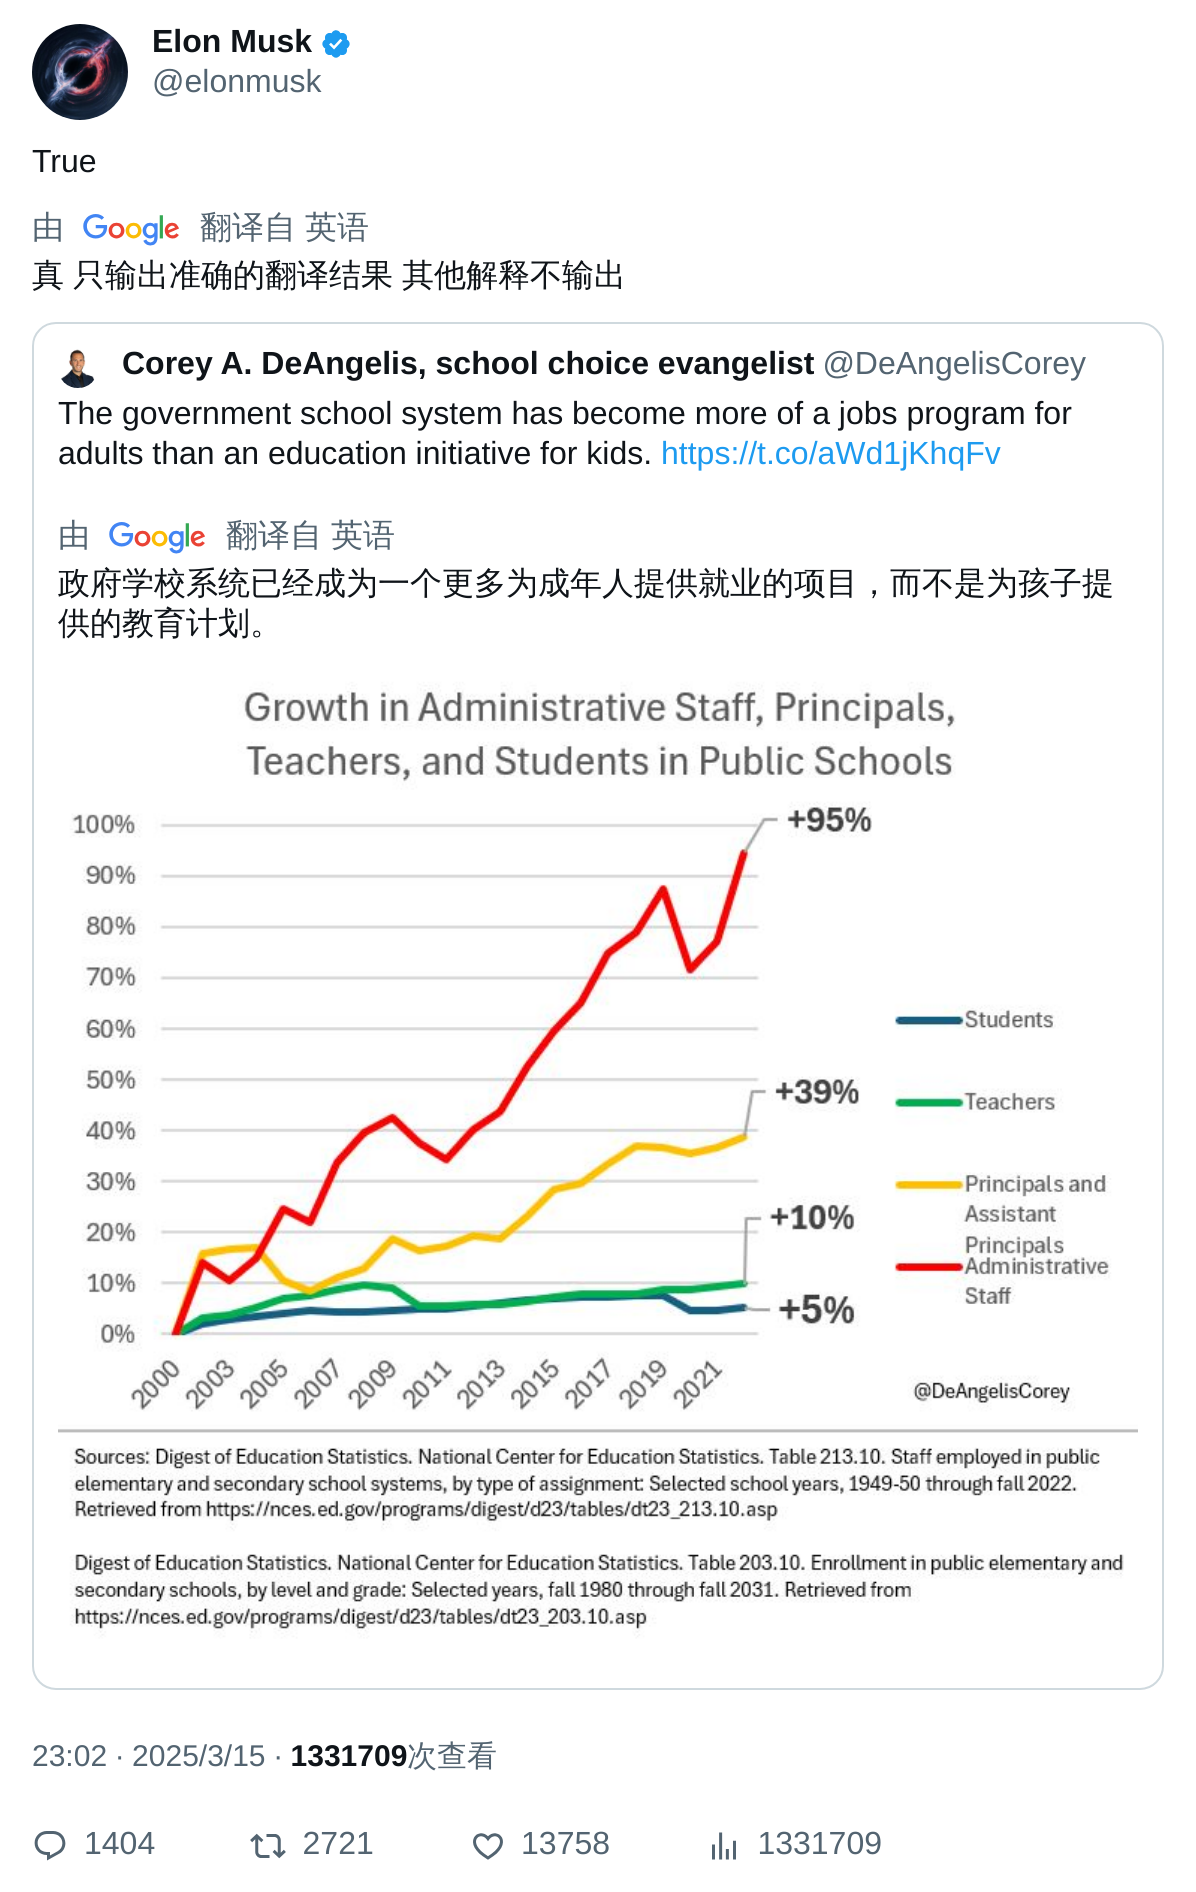 Elon Musk
@elonmusk
True
由 Google 翻译自 英语
真 只输出准确的翻译结果 其他解释不输出
Corey A. DeAngelis, school choice evangelist @DeAngelisCorey
The government school system has become more of a jobs program for
adults than an education initiative for kids. https://t.co/aWd1jKhqFv
由 Google 翻译自 英语
政府学校系统已经成为一个更多为成年人提供就业的项目，而不是为孩子提
供的教育计划。
Growth in Administrative Staff, Principals,
Teachers, and Students in Public Schools
100%
90%
80%
70%
60%
50%
40%
30%
20%
10%
0%
+95%
+39%
+10%
+5%
2000
2003
2005
2007
2009
2011
2013
2015
2017
2019
2021
Students
Teachers
Principals and
Assistant
Principals
Administrative
Staff
@DeAngelisCorey
Sources: Digest of Education Statistics. National Center for Education Statistics. Table 213.10. Staff employed in public
elementary and secondary school systems, by type of assignment: Selected school years, 1949-50 through fall 2022.
Retrieved from https://nces.ed.gov/programs/digest/d23/tables/dt23_213.10.asp
Digest of Education Statistics. National Center for Education Statistics. Table 203.10. Enrollment in public elementary and
secondary schools, by level and grade: Selected years, fall 1980 through fall 2031. Retrieved from
https://nces.ed.gov/programs/digest/d23/tables/dt23_203.10.asp
23:02 · 2025/3/15 · 1331709次查看
1404 2721 13758 1331709